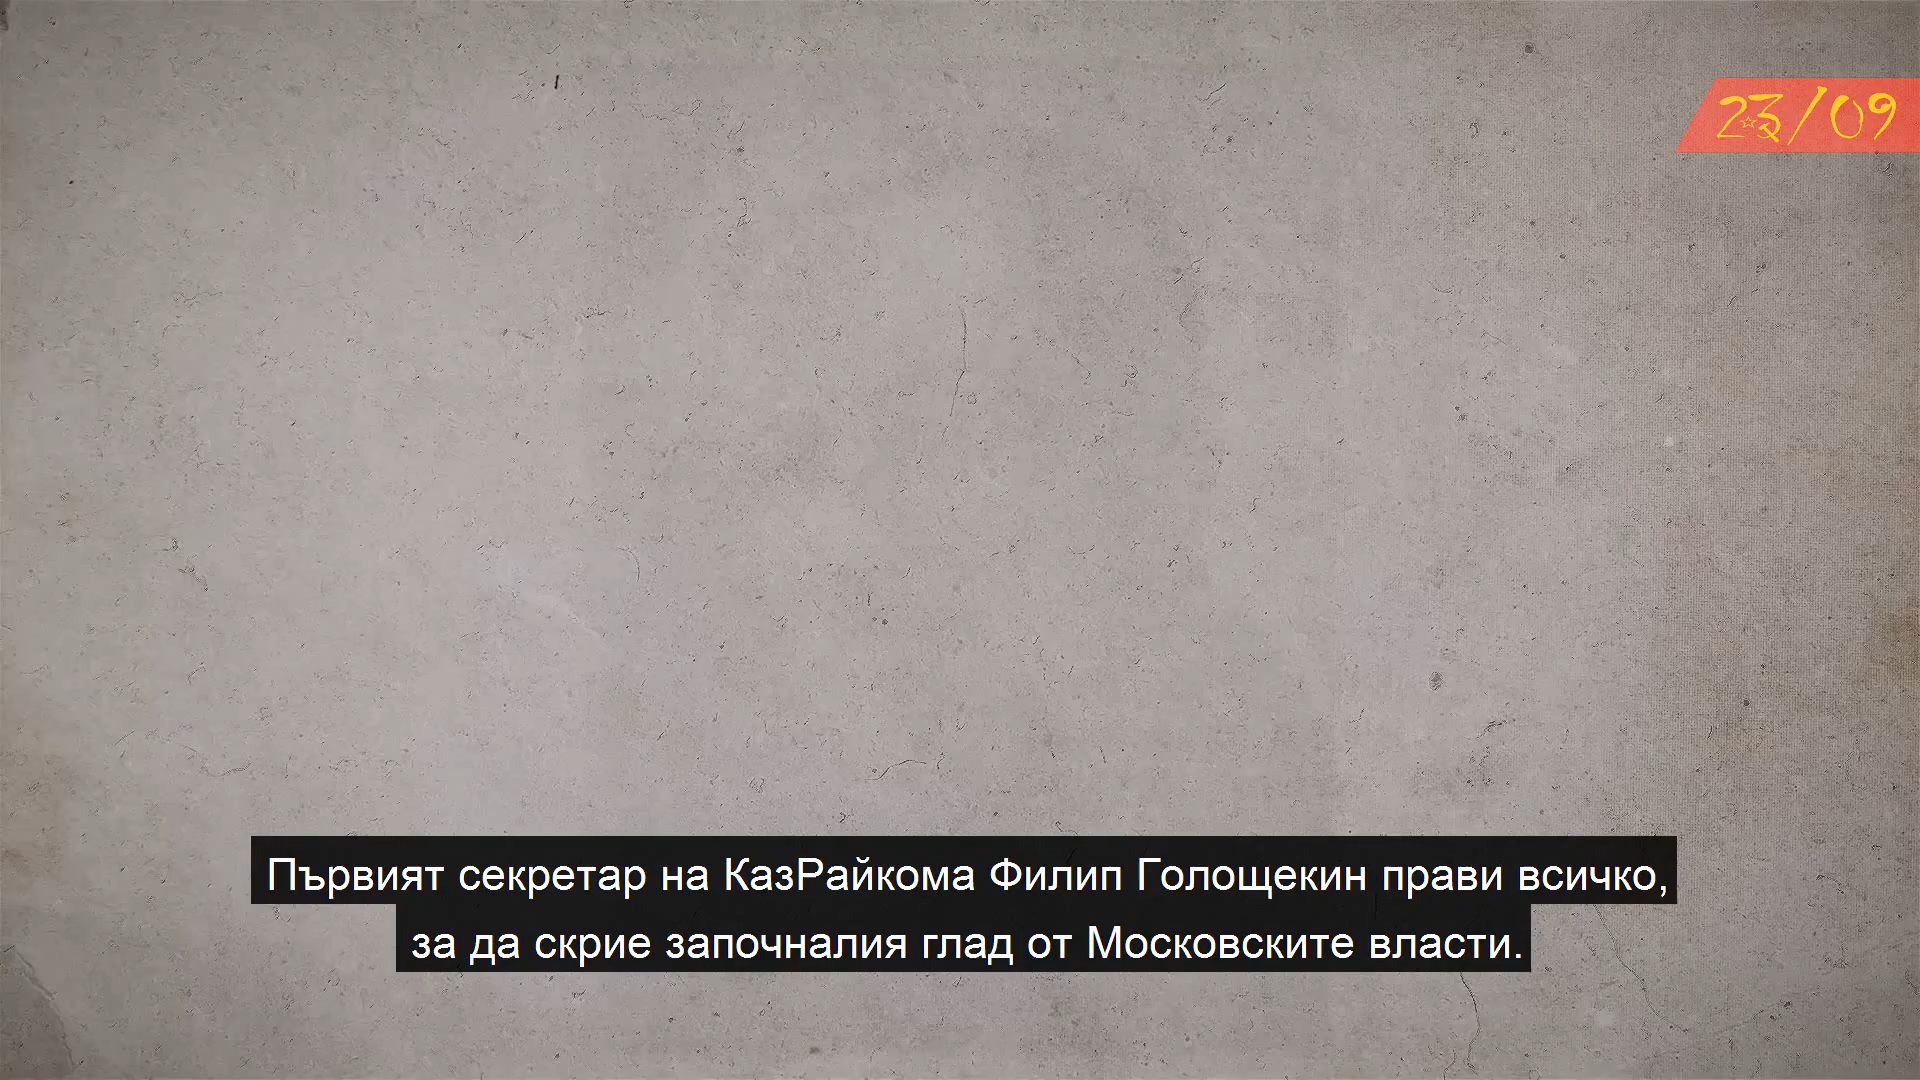 23/09
Първият секретар на КазРайкома Филип Голощекин прави всичко,
за да скрие започналия глад от Московските власти.